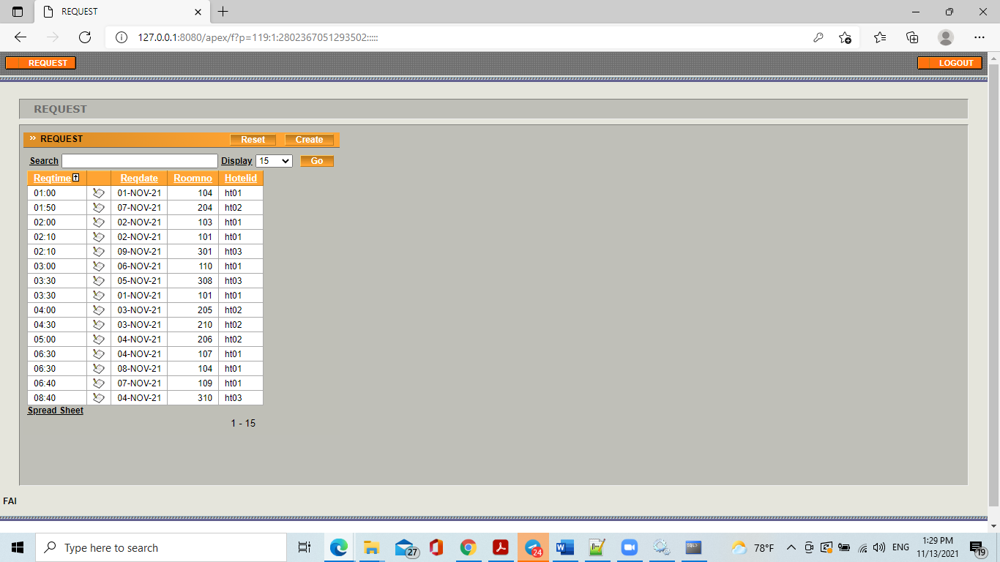 REQUEST
127.0.0.1:8080/apex/f?p=119:1:2802367051293502:::::
REQUEST LOGOUT
REQUEST
REQUEST Reset Create
Search Display 15 Go
Reqtime Reqdate Roomno Hotelid
01:00 01-NOV-21 104 ht01
01:50 07-NOV-21 204 ht02
02:00 02-NOV-21 103 ht01
02:10 02-NOV-21 101 ht01
02:10 09-NOV-21 301 ht03
03:00 06-NOV-21 110 ht01
03:30 05-NOV-21 308 ht03
03:30 01-NOV-21 101 ht01
04:00 03-NOV-21 205 ht02
04:30 03-NOV-21 210 ht02
05:00 04-NOV-21 206 ht02
06:30 04-NOV-21 107 ht01
06:30 08-NOV-21 104 ht01
06:40 07-NOV-21 109 ht01
08:40 04-NOV-21 310 ht03
Spread Sheet
1 - 15
FAI
Type here to search 27 24 SQL> 78°F ENG 1:29 PM
11/13/2021 19